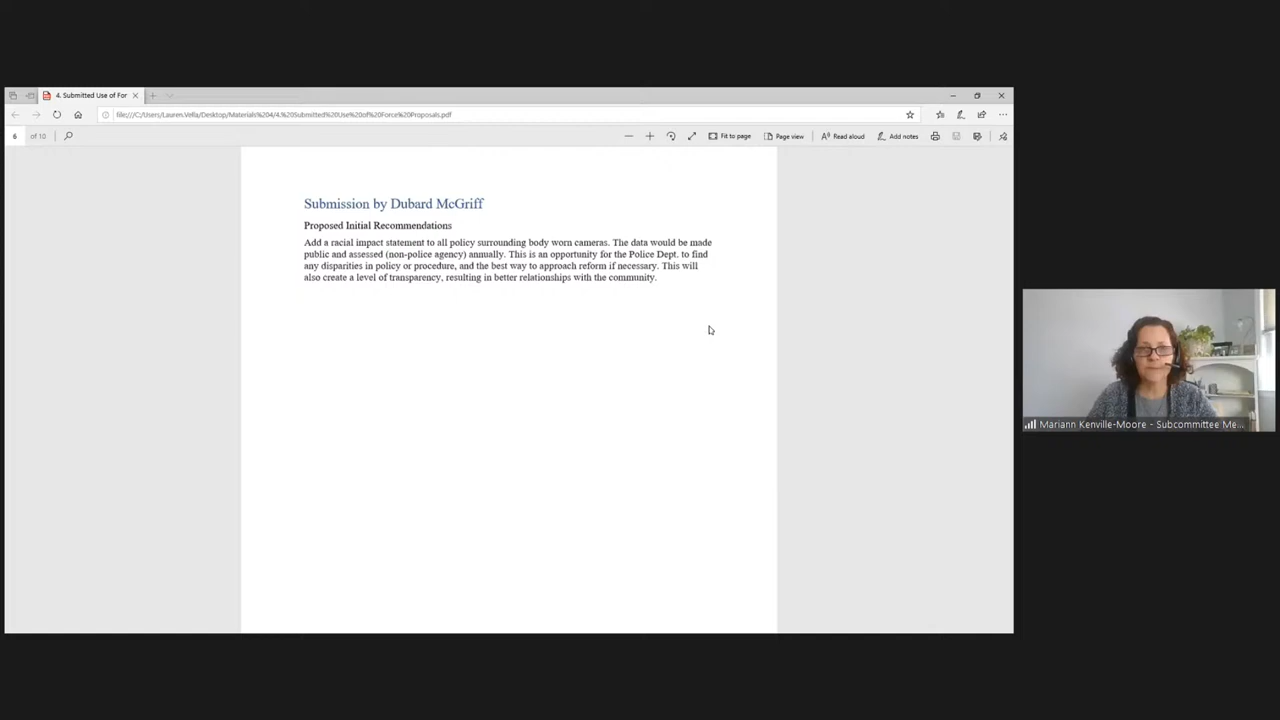 4. Submitted Use of For
file:///C:/Users/Lauren.Vella/Desktop/Materials%204/4.%20Submitted%20Use%20of%20Force%20Proposals.pdf
6 of 10
Fit to page
Page view
Read aloud
Add notes
Submission by Dubard McGriff
Proposed Initial Recommendations
Add a racial impact statement to all policy surrounding body worn cameras. The data would be made
public and assessed (non-police agency) annually. This is an opportunity for the Police Dept. to find
any disparities in policy or procedure, and the best way to approach reform if necessary. This will
also create a level of transparency, resulting in better relationships with the community.
Mariann Kenville-Moore - Subcommittee Me...